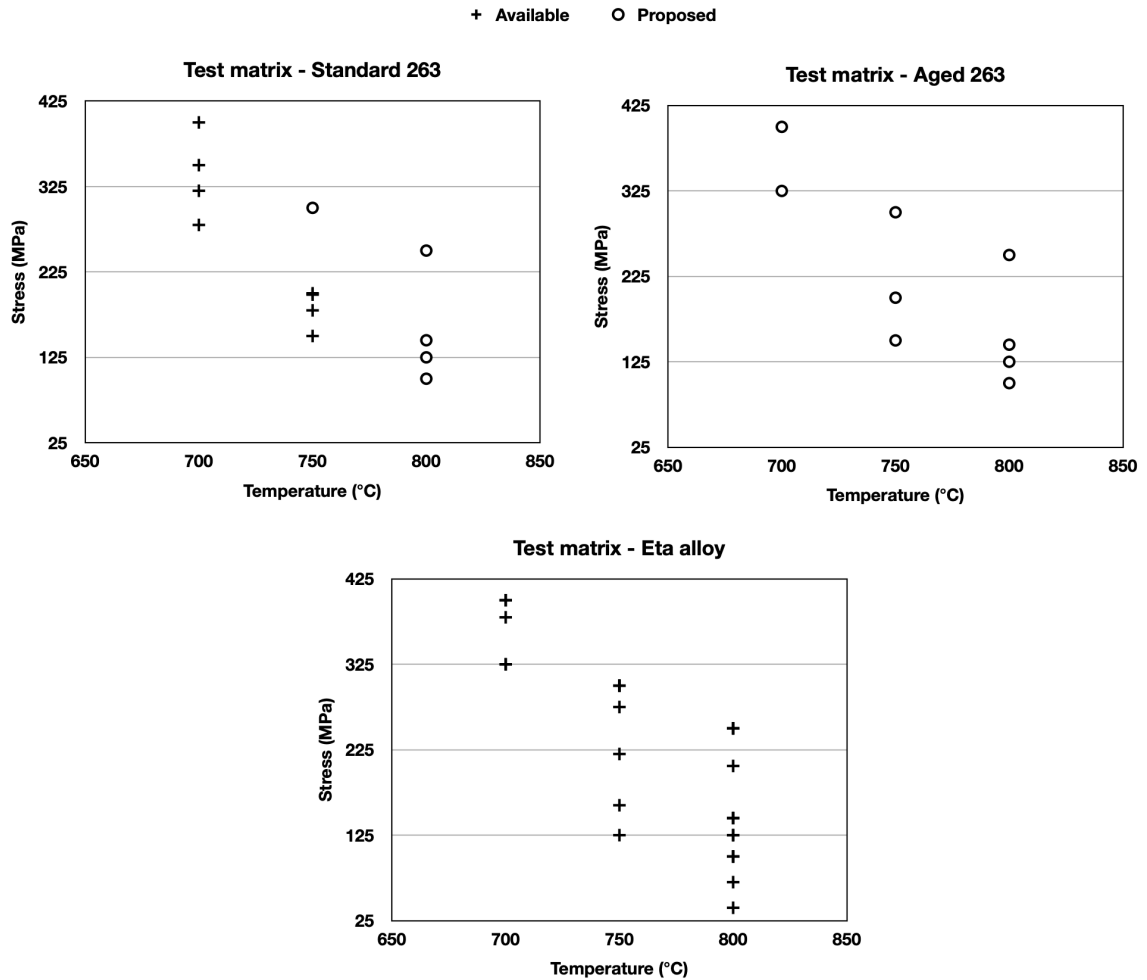 + Available O Proposed
Test matrix - Standard 263
425
325
225
125
25
Stress (MPa)
650 700 750 800 850
Temperature (°C)
Test matrix - Aged 263
425
325
225
125
25
Stress (MPa)
650 700 750 800 850
Temperature (°C)
Test matrix - Eta alloy
425
325
225
125
25
Stress (MPa)
650 700 750 800 850
Temperature (°C)